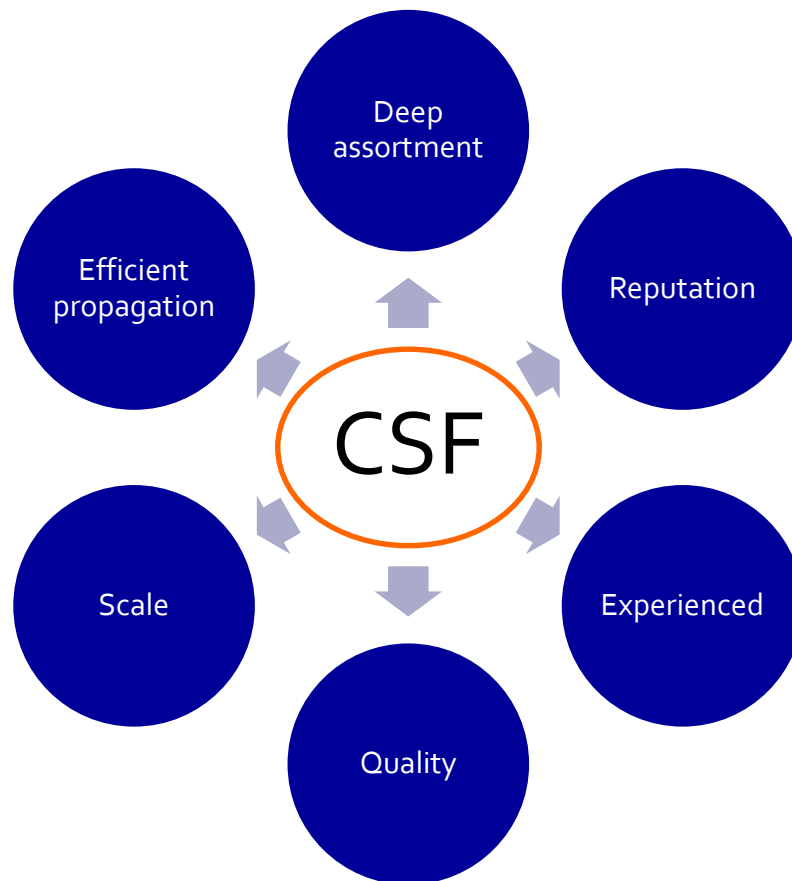 Deep
assortment
Efficient
propagation
Reputation
CSF
Scale
Experienced
Quality